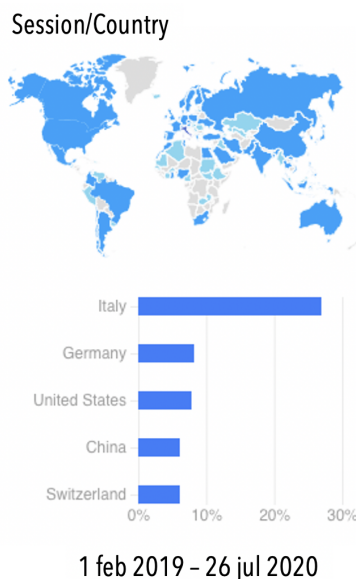 Session/Country
Italy
Germany
United States
China
Switzerland
0% 10% 20% 30%
1 feb 2019 – 26 jul 2020